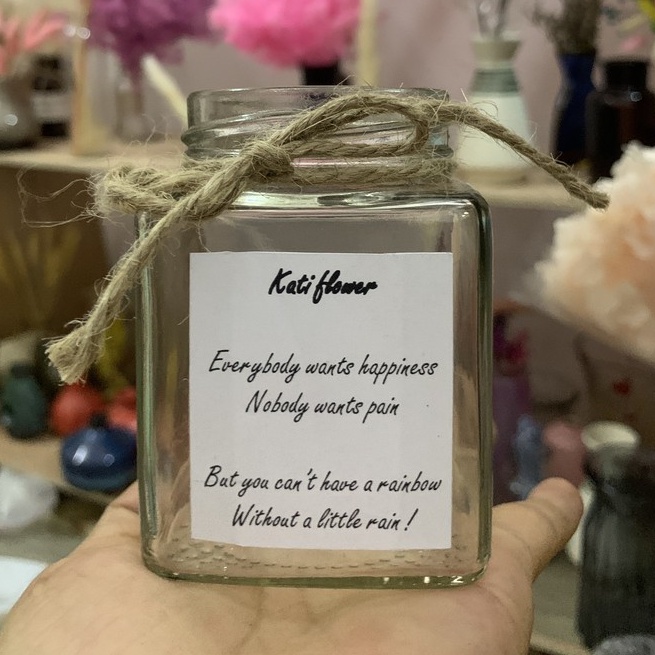 Kati flower
Everybody wants happiness
Nobody wants pain
But you can't have a rainbow
Without a little rain !